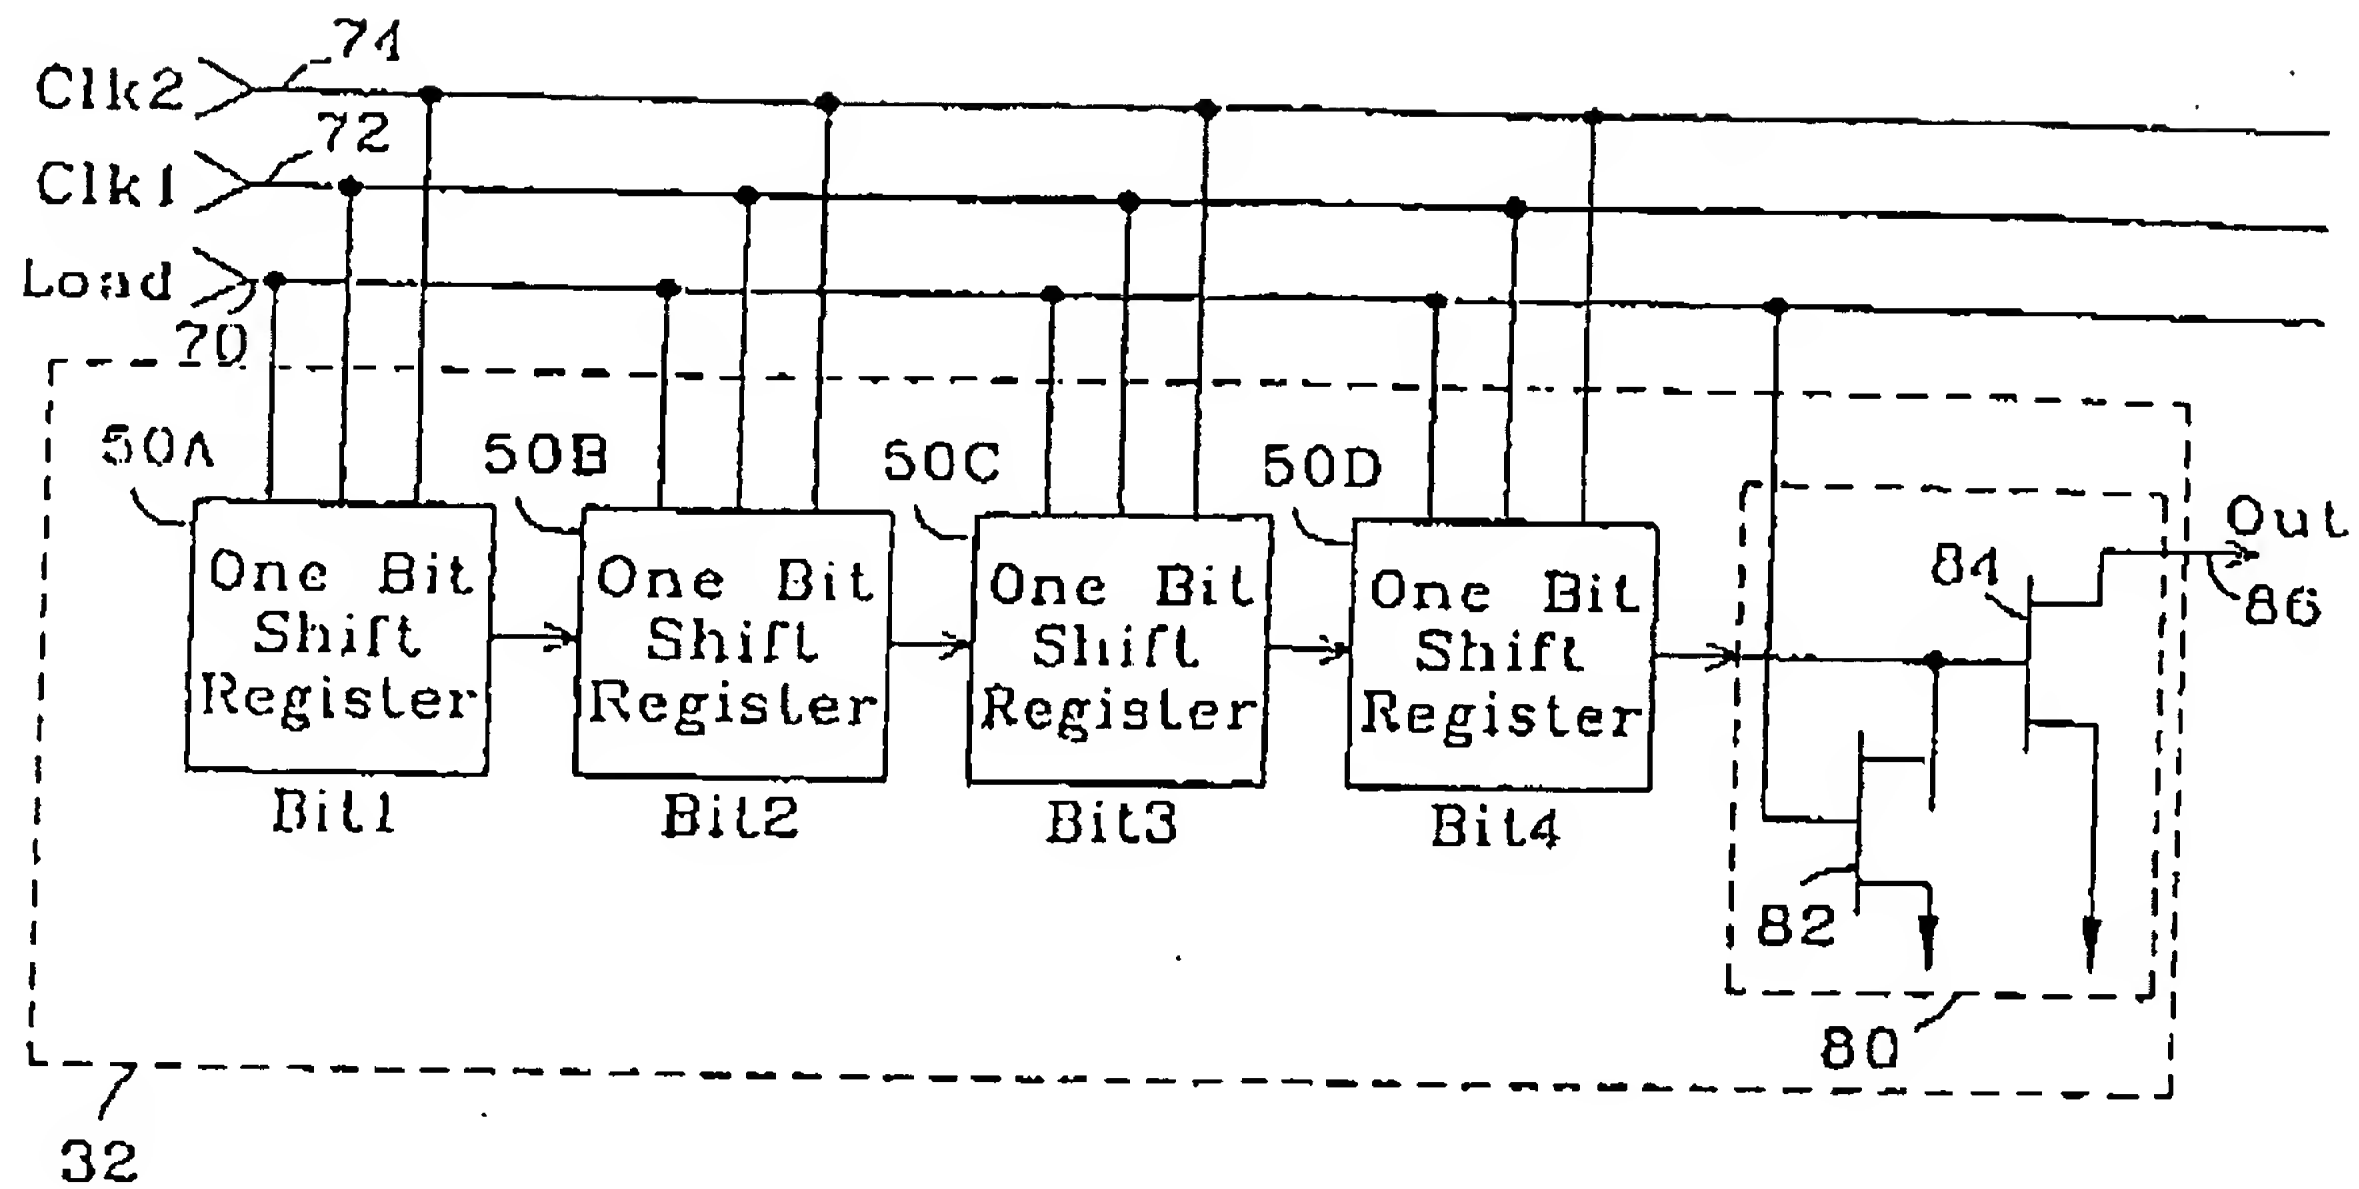 74
Clk2
72
Clk1
Load
70
50A
50B
50C
50D
One Bit
Shift
Register
One Bit
Shift
Register
One Bit
Shift
Register
One Bit
Shift
Register
Bit1
Bit2
Bit3
Bit4
Out
84
86
82
80
32